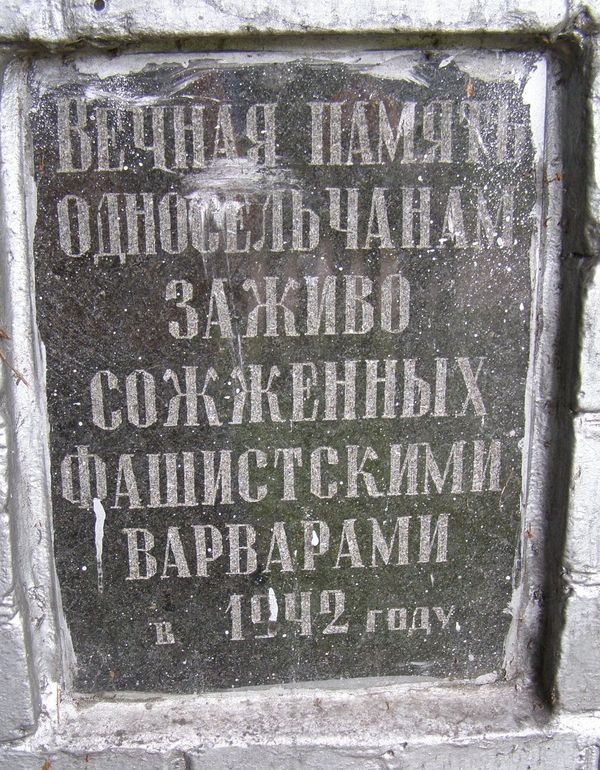 Вечная память
односельчанам
заживо
сожженных
фашистскими
варварами
в 1942 году